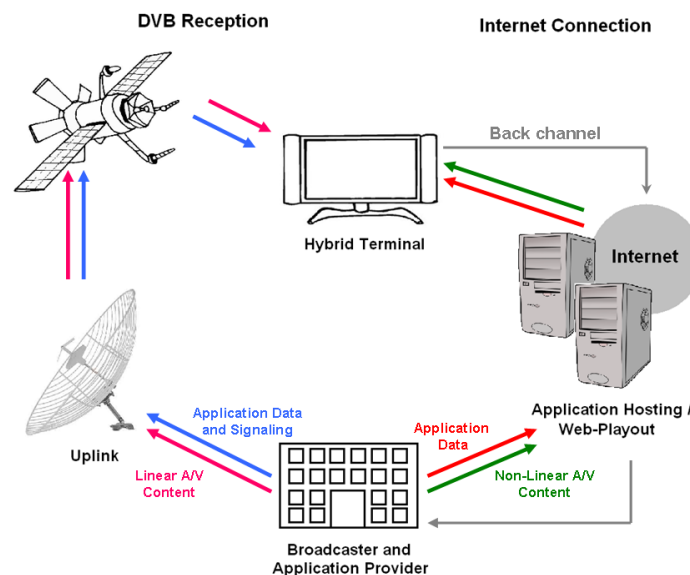 DVB Reception
Internet Connection
Back channel
Hybrid Terminal
Internet
Application Data
and Signaling
Application
Data
Application Hosting /
Web-Playout
Uplink
Linear A/V
Content
Non-Linear A/V
Content
Broadcaster and
Application Provider